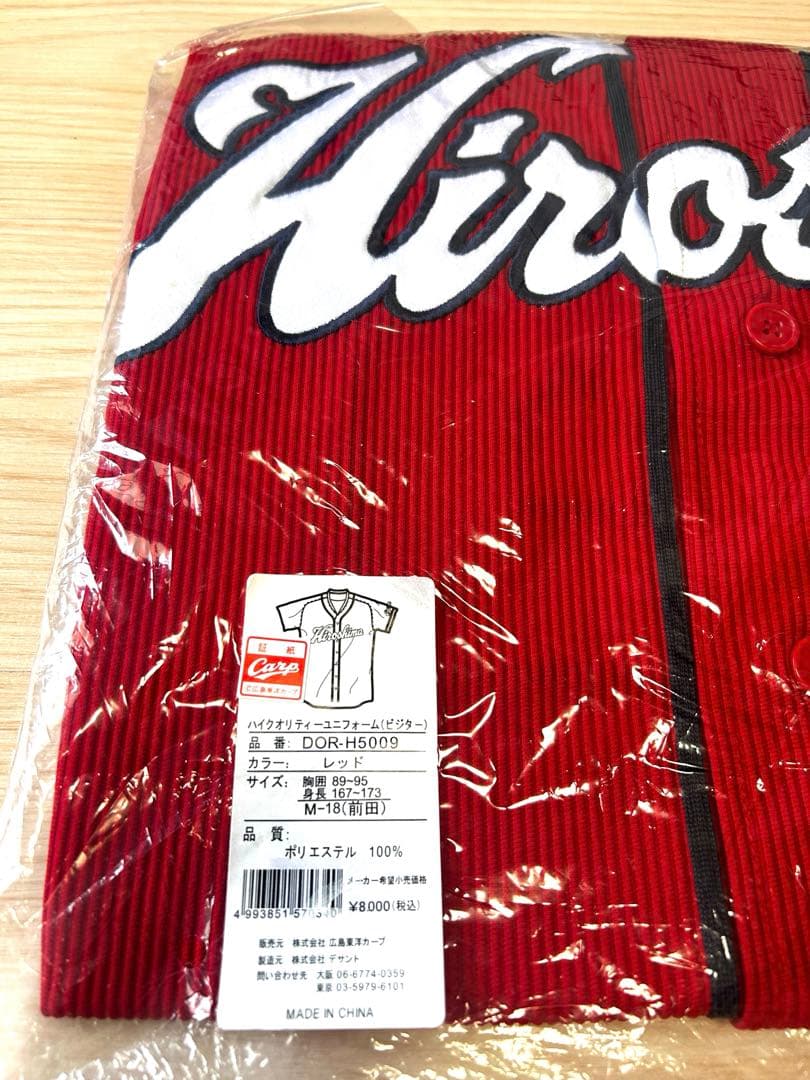 Hiro
Hiroshima
証紙
Carp
©広島東洋カープ
ハイクオリティーユニフォーム(ビジター)
品番: DOR-H5009
カラー: レッド
サイズ: 胸囲 89~95
身長 167~173
M-18(前田)
品質:
ポリエステル 100%
メーカー希望小売価格
¥8,000(税込)
4 993851
販売元 株式会社 広島東洋カープ
製造元 株式会社 デサント
問い合わせ先 大阪 06-6774-0359
東京 03-5979-6101
MADE IN CHINA